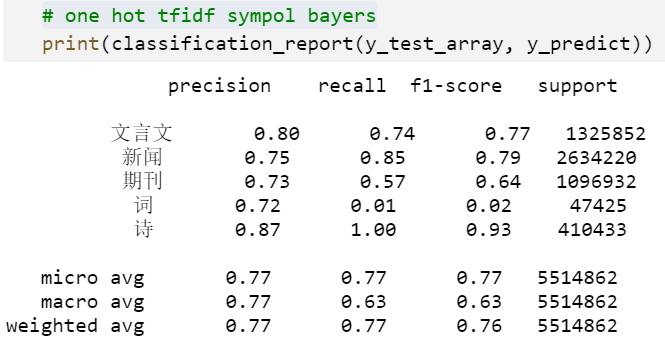 # one hot tfidf sympol bayers
print(classification_report(y_test_array, y_predict))
precision recall f1-score support
文言文 0.80 0.74 0.77 1325852
新闻 0.75 0.85 0.79 2634220
期刊 0.73 0.57 0.64 1096932
词 0.72 0.01 0.02 47425
诗 0.87 1.00 0.93 410433
micro avg 0.77 0.77 0.77 5514862
macro avg 0.77 0.63 0.63 5514862
weighted avg 0.77 0.77 0.76 5514862